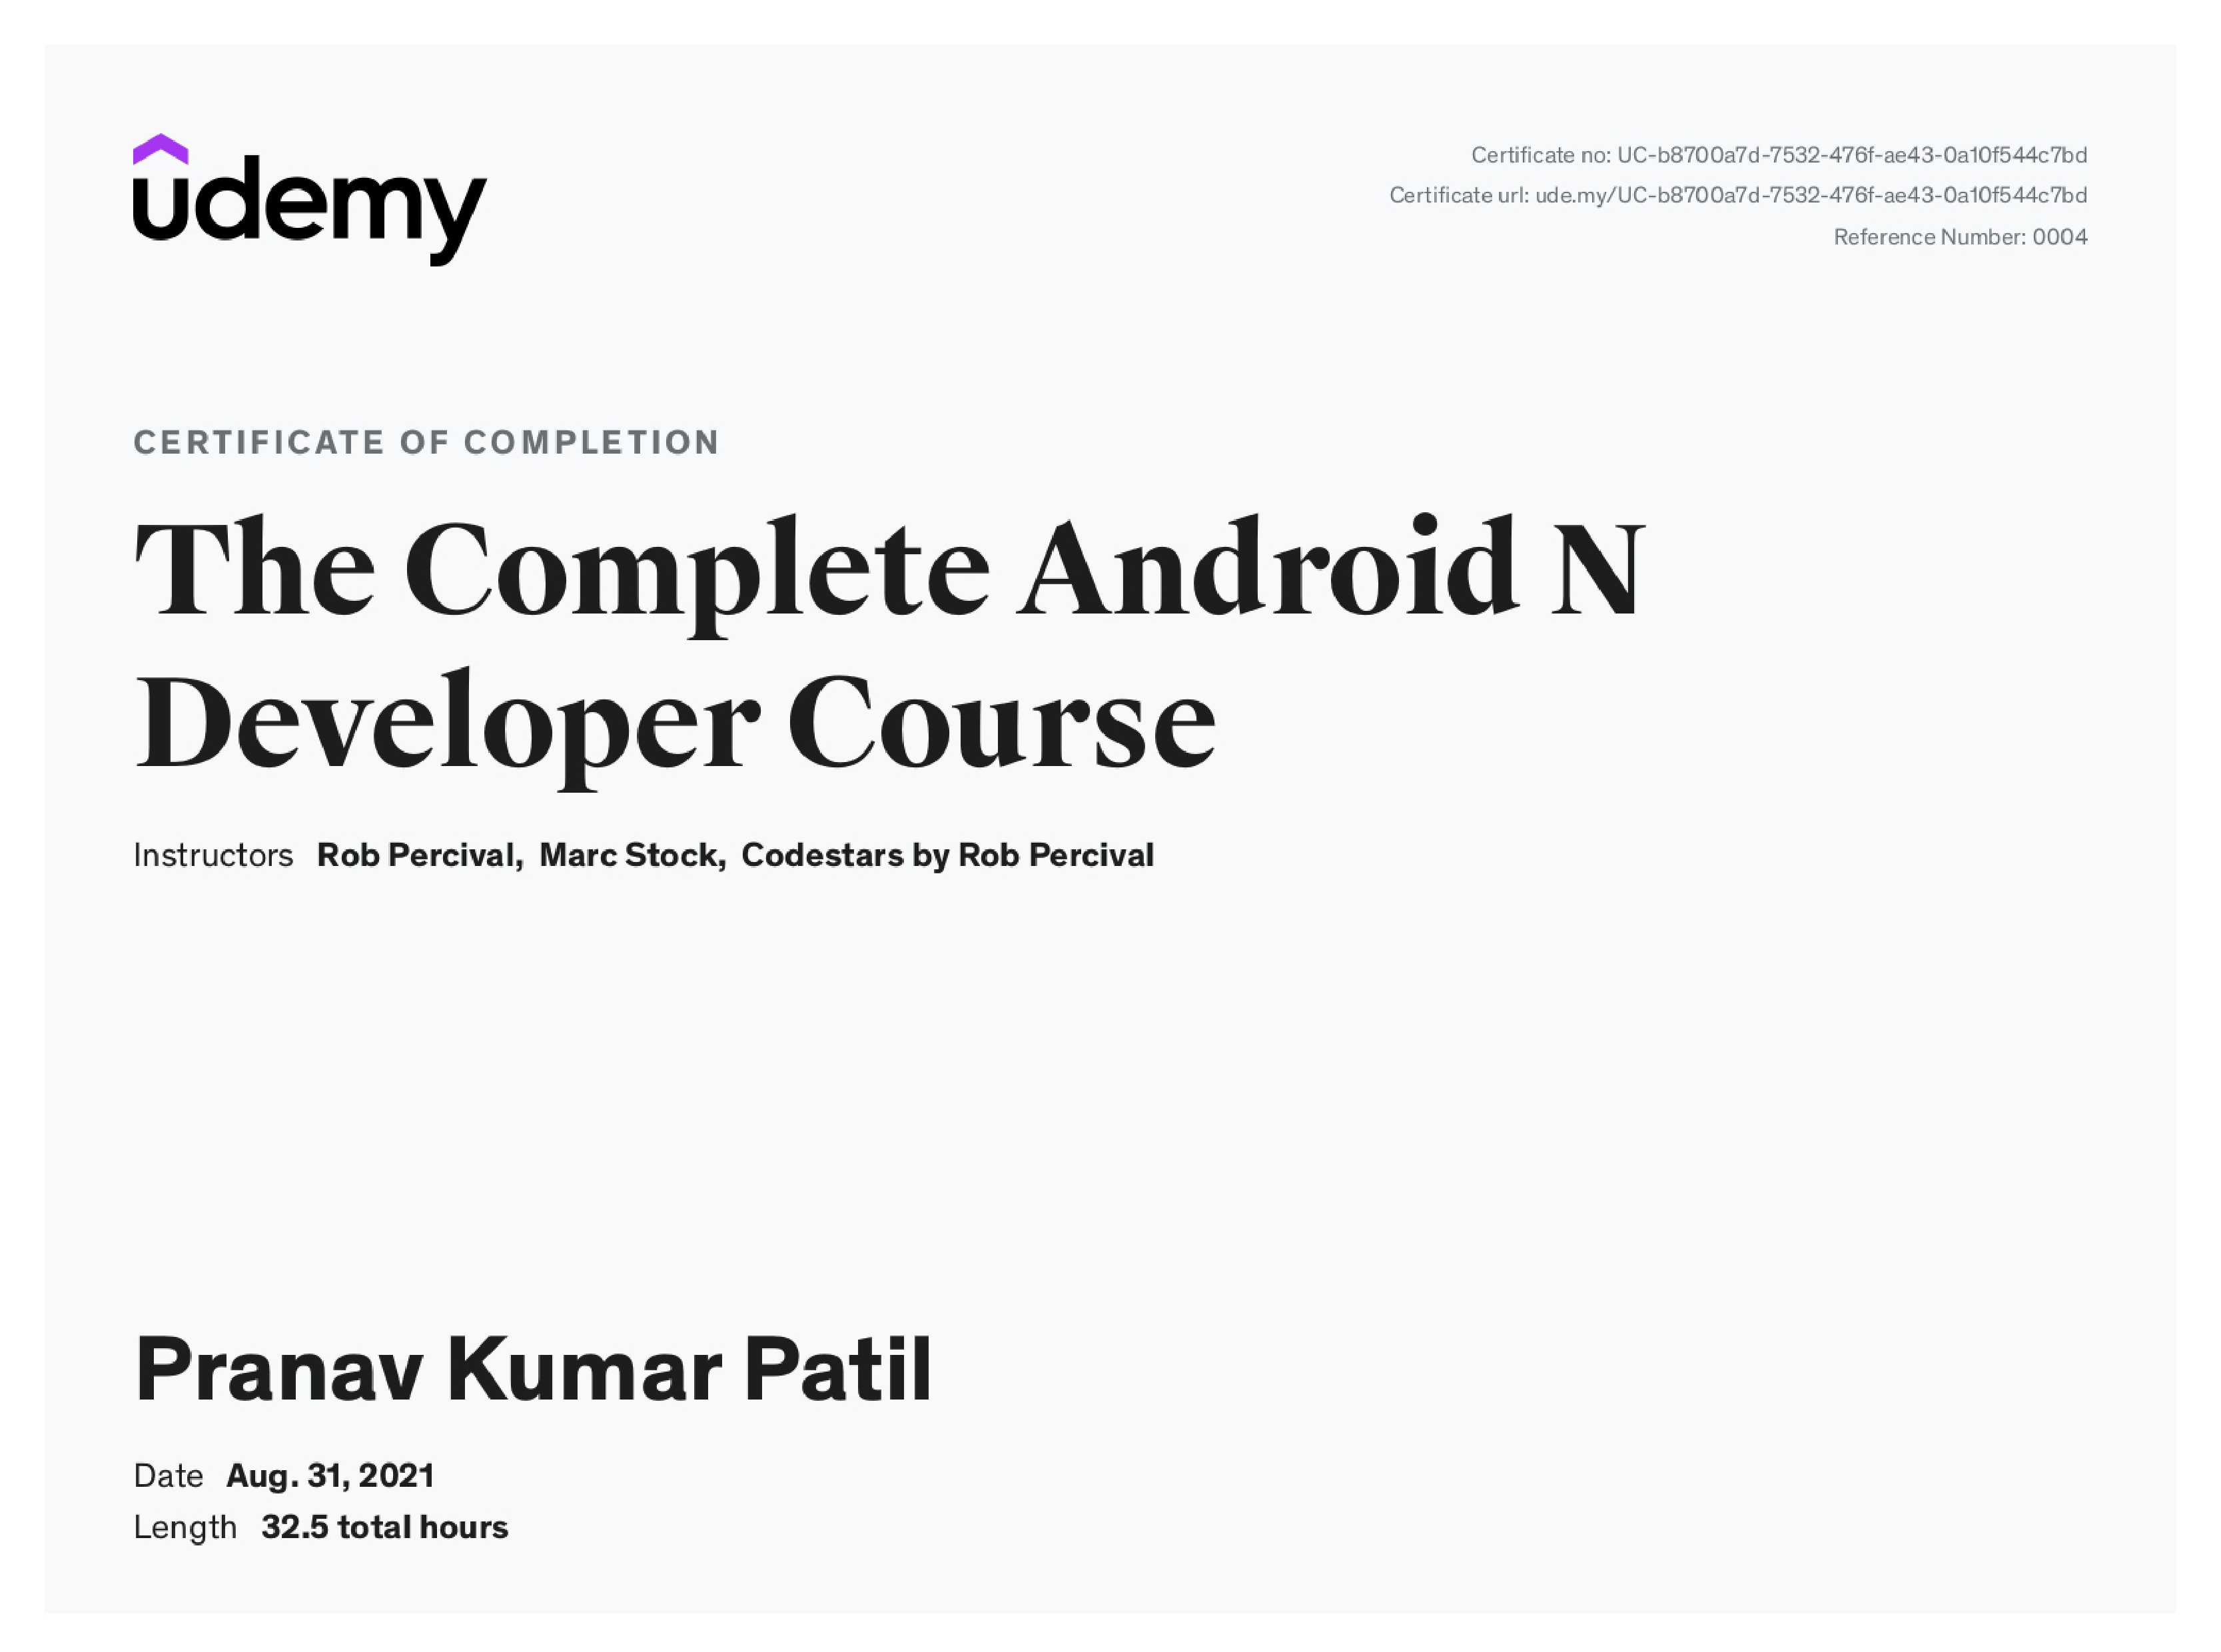 udemy
Certificate no: UC-b8700a7d-7532-476f-ae43-0a10f544c7bd
Certificate url: ude.my/UC-b8700a7d-7532-476f-ae43-0a10f544c7bd
Reference Number: 0004
CERTIFICATE OF COMPLETION
The Complete Android N
Developer Course
Instructors Rob Percival, Marc Stock, Codestars by Rob Percival
Pranav Kumar Patil
Date Aug. 31, 2021
Length 32.5 total hours